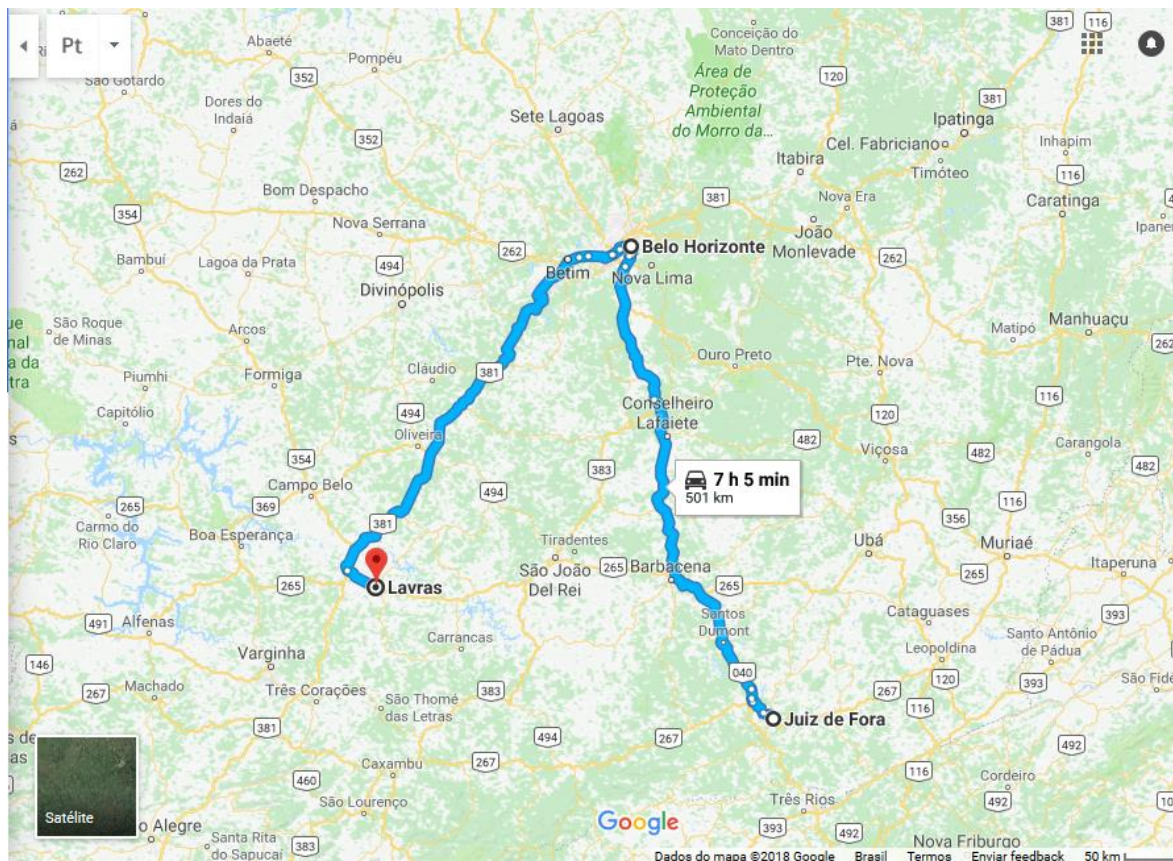 381
116
Pt
Abaeté
Pompéu
Conceição do
Mato Dentro
São Gotardo
352
Área de
Proteção
Ambiental
do Morro da...
120
381
Dores do
Indaiá
Sete Lagoas
Ipatinga
352
Cel. Fabriciano
Inhapim
Itabira
Timóteo
262
116
Bom Despacho
381
Nova Era
Caratinga
354
Nova Serrana
João
Monlevade
262
Belo Horizonte
262
Bambuí
Lagoa da Prata
494
Betim
Nova Lima
Divinópolis
São Roque
de Minas
Arcos
Matipó
Manhuaçu
262
Ouro Preto
Pte. Nova
Piumhi
Formiga
Cláudio
381
116
Capitólio
494
Conselheiro
Lafaiete
120
Oliveira
482
Viçosa
Carangola
354
383
482
482
Campo Belo
494
7 h 5 min
501 km
265
369
116
Carmo do
Rio Claro
Boa Esperança
381
356
Tiradentes
Ubá
Muriaé
São João
Del Rei
265
Barbacena
265
265
Itaperuna
265
Lavras
Santos
Dumont
Cataguases
393
491
Alfenas
Carrancas
Santo Antônio
de Pádua
146
Varginha
040
Leopoldina
267
Machado
Três Corações
383
267
120
393
São Fidé
São Thomé
das Letras
116
Juiz de Fora
381
494
267
492
Caxambu
267
116
460
Cordeiro
São Lourenço
Três Rios
492
Satélite
Google
o Alegre
Santa Rita
do Sapucaí
383
393
492
Nova Friburgo
Dados do mapa ©2018 Google Brasil Termos Enviar feedback 50 km